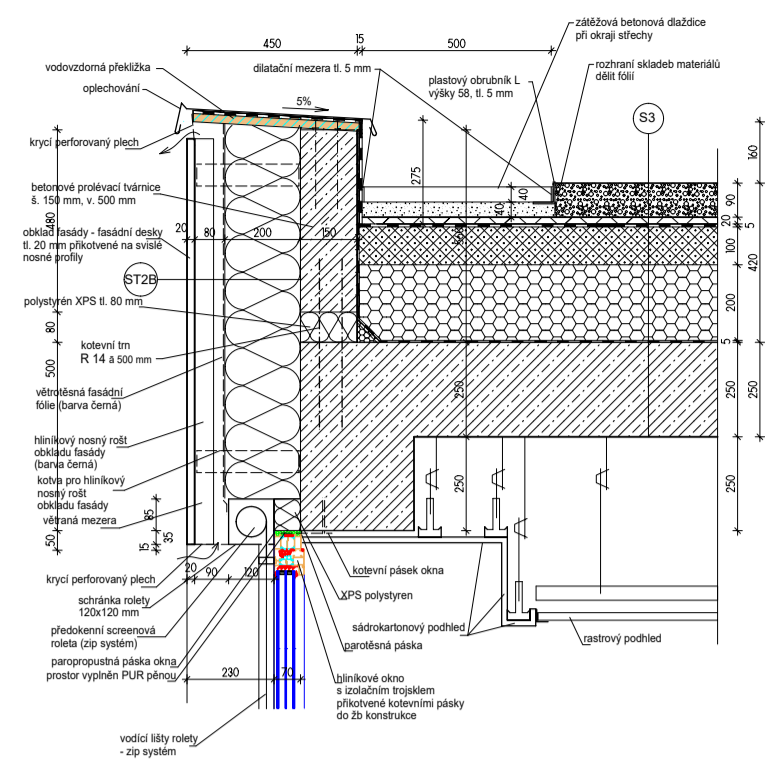 450
15
500
zátěžová betonová dlaždice
při okraji střechy
vodovzdorná překližka
dilatační mezera tl. 5 mm
rozhraní skladeb materiálů
dělit fólií
oplechování
5%
plastový obrubník L
výšky 58, tl. 5 mm
S3
krycí perforovaný plech
160
275
40
40
90
20
5
betonové prolévací tvárnice
š. 150 mm, v. 500 mm
480
20
80
200
150
100
420
obklad fasády - fasádní desky
tl. 20 mm přikotvené na svislé
nosné profily
ST2B
200
polystyrén XPS tl. 80 mm
80
kotevní trn
R 14 á 500 mm
5
500
250
250
250
větrotěsná fasádní
fólie (barva černá)
hliníkový nosný rošt
obkladu fasády
(barva černá)
kotva pro hliníkový
nosný rošt
obkladu fasády
250
250
větraná mezera
85
50
15
35
krycí perforovaný plech
20
90
120
kotevní pásek okna
schránka rolety
120x120 mm
XPS polystyren
předokenní screenová
roleta (zip systém)
sádrokartonový podhled
rastrový podhled
parotěsná páska
paropropustná páska okna
prostor vyplněn PUR pěnou
230
70
hliníkové okno
s izolačním trojsklem
přikotvené kotevními pásky
do žb konstrukce
vodící lišty rolety
- zip systém